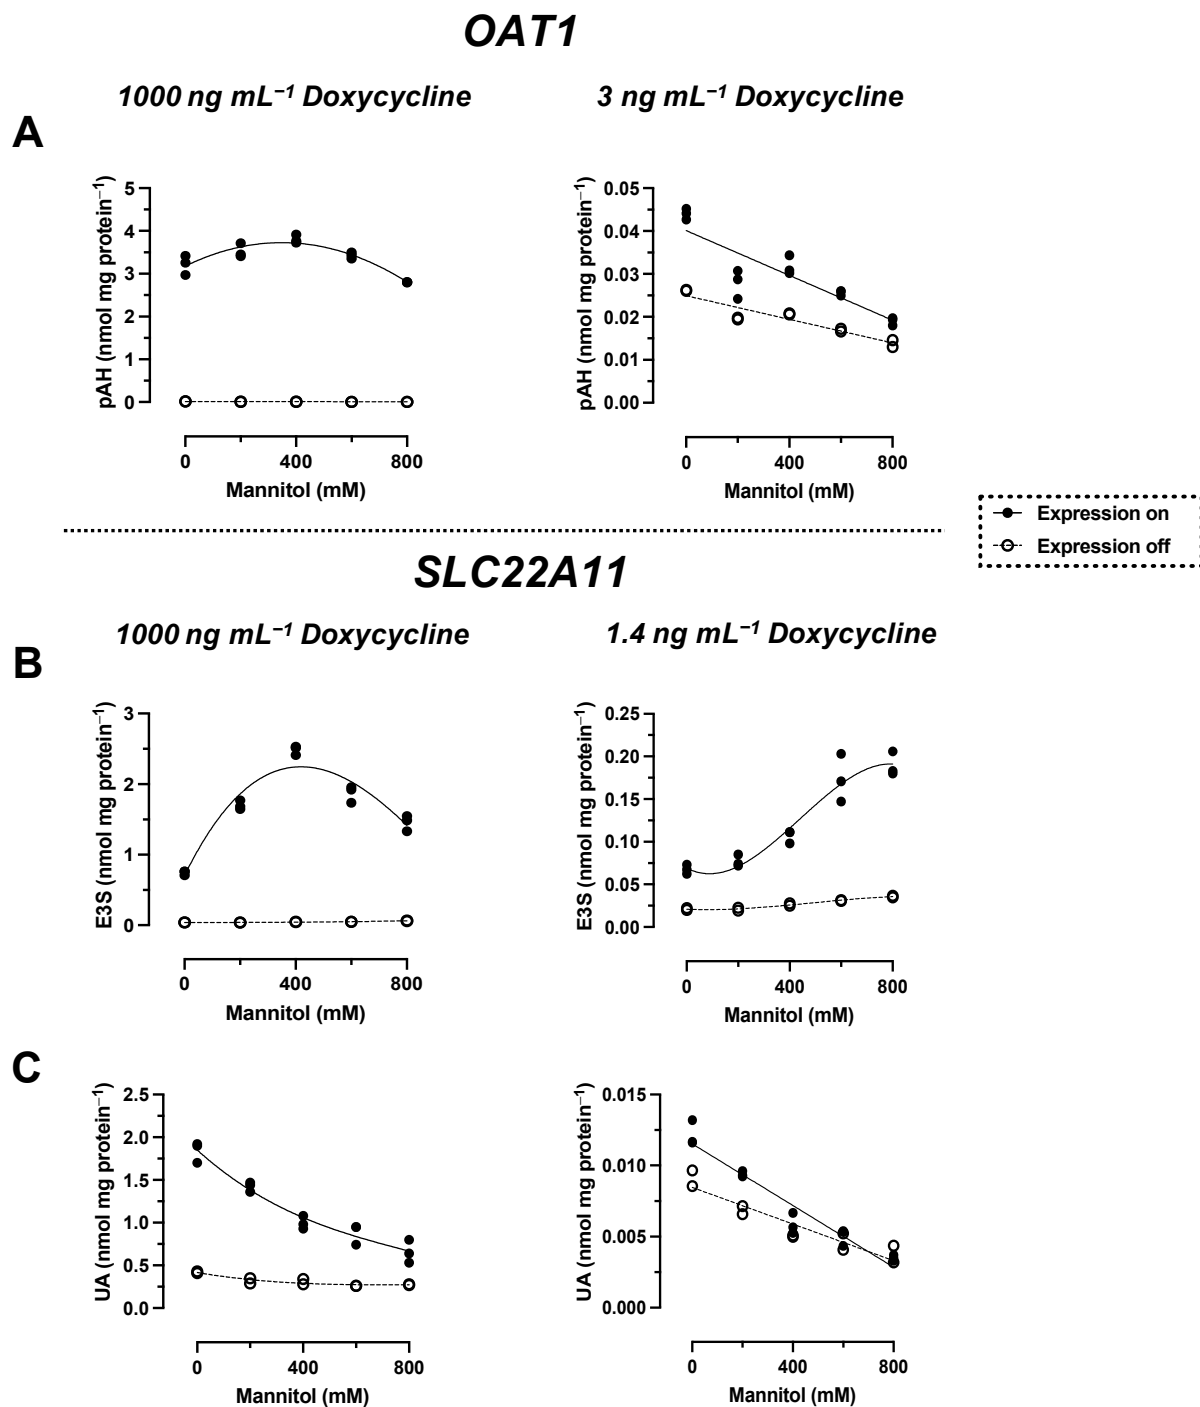 OAT1
1000 ng mL⁻¹ Doxycycline
3 ng mL⁻¹ Doxycycline
A
pAH (nmol mg protein⁻¹)
5
4
3
2
1
0
0
400
800
Mannitol (mM)
pAH (nmol mg protein⁻¹)
0.05
0.04
0.03
0.02
0.01
0.00
0
400
800
Mannitol (mM)
Expression on
Expression off
SLC22A11
1000 ng mL⁻¹ Doxycycline
1.4 ng mL⁻¹ Doxycycline
B
E3S (nmol mg protein⁻¹)
3
2
1
0
0
400
800
Mannitol (mM)
E3S (nmol mg protein⁻¹)
0.25
0.20
0.15
0.10
0.05
0.00
0
400
800
Mannitol (mM)
C
UA (nmol mg protein⁻¹)
2.5
2.0
1.5
1.0
0.5
0.0
0
400
800
Mannitol (mM)
UA (nmol mg protein⁻¹)
0.015
0.010
0.005
0.000
0
400
800
Mannitol (mM)